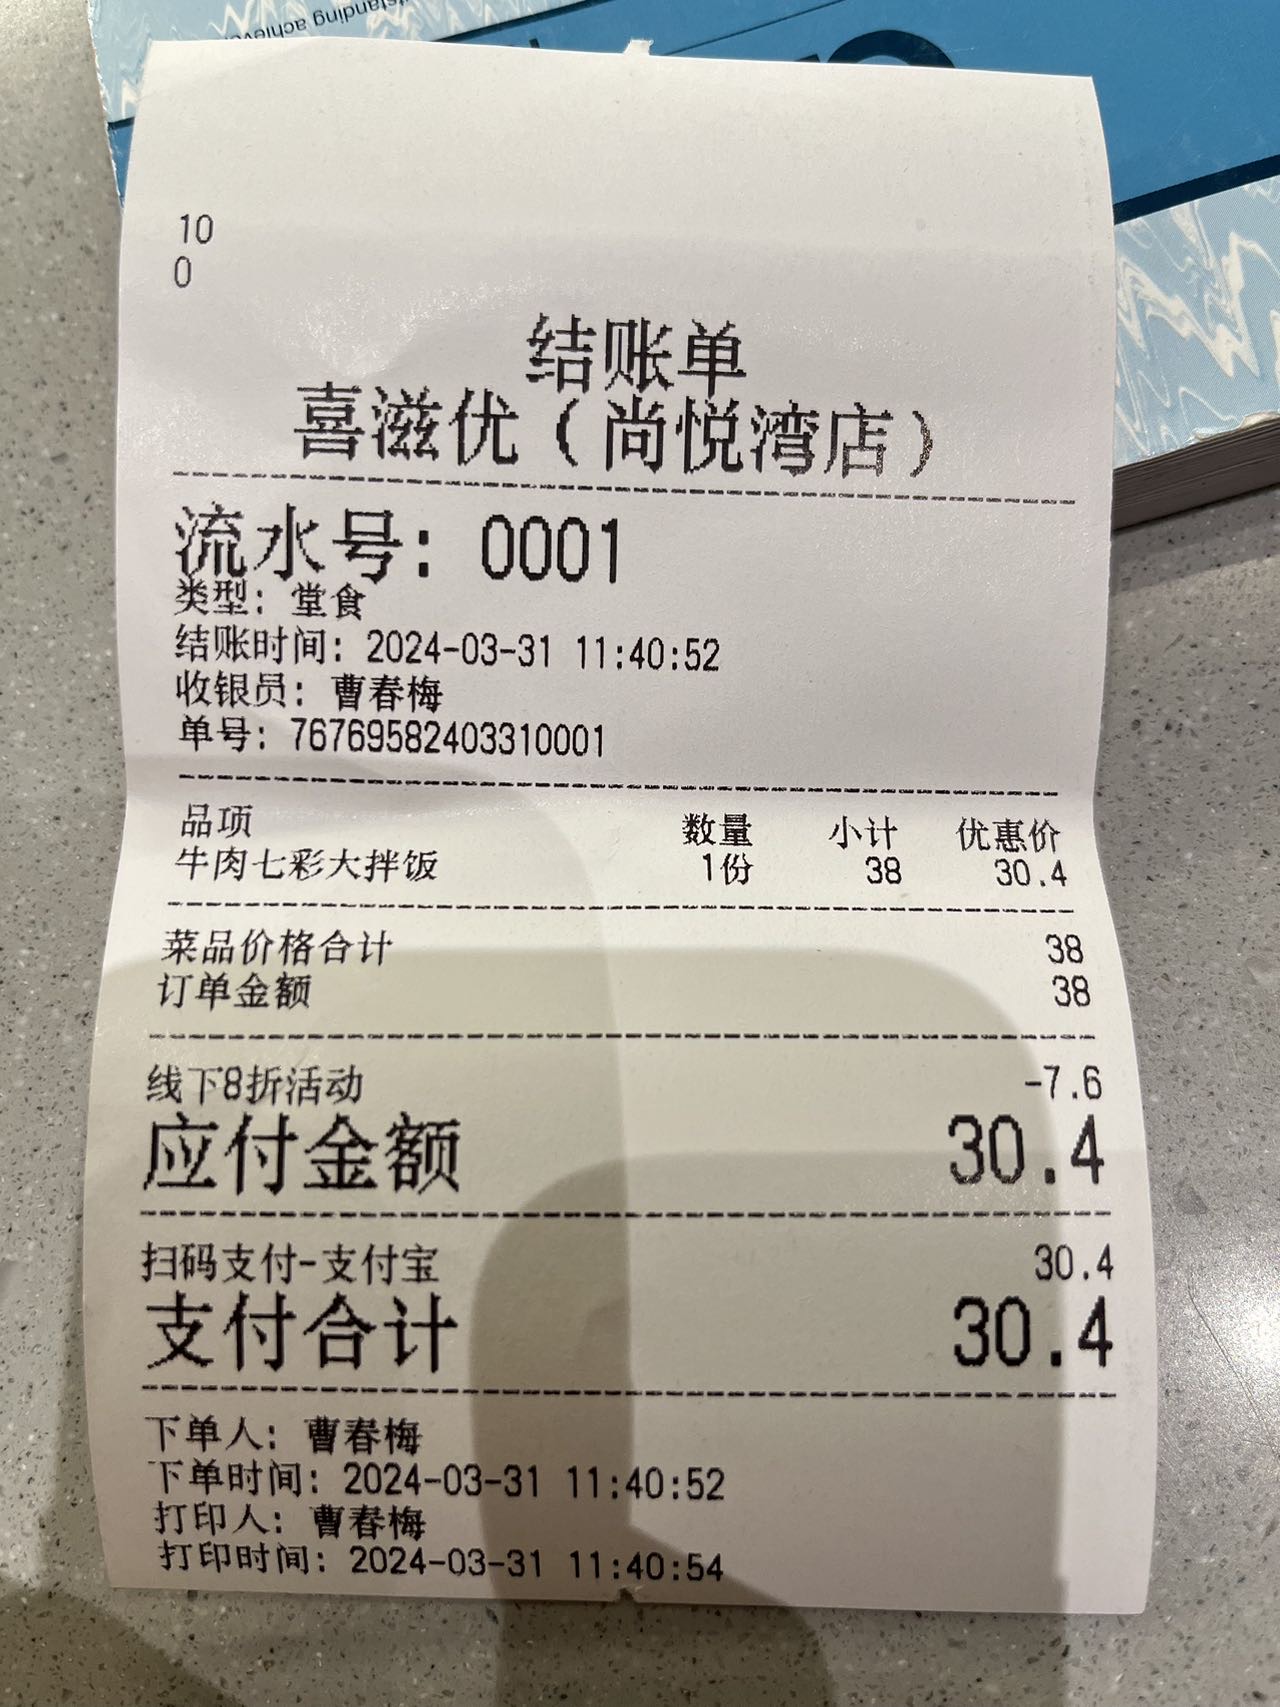 outstanding
10
0
结账单
喜滋优（尚悦湾店）
流水号: 0001
类型: 堂食
结账时间: 2024-03-31 11:40:52
收银员: 曹春梅
单号: 76769582403310001
品项 数量 小计 优惠价
牛肉七彩大拌饭 1份 38 30.4
菜品价格合计 38
订单金额 38
线下8折活动 -7.6
应付金额 30.4
扫码支付-支付宝 30.4
支付合计 30.4
下单人: 曹春梅
下单时间: 2024-03-31 11:40:52
打印人: 曹春梅
打印时间: 2024-03-31 11:40:54